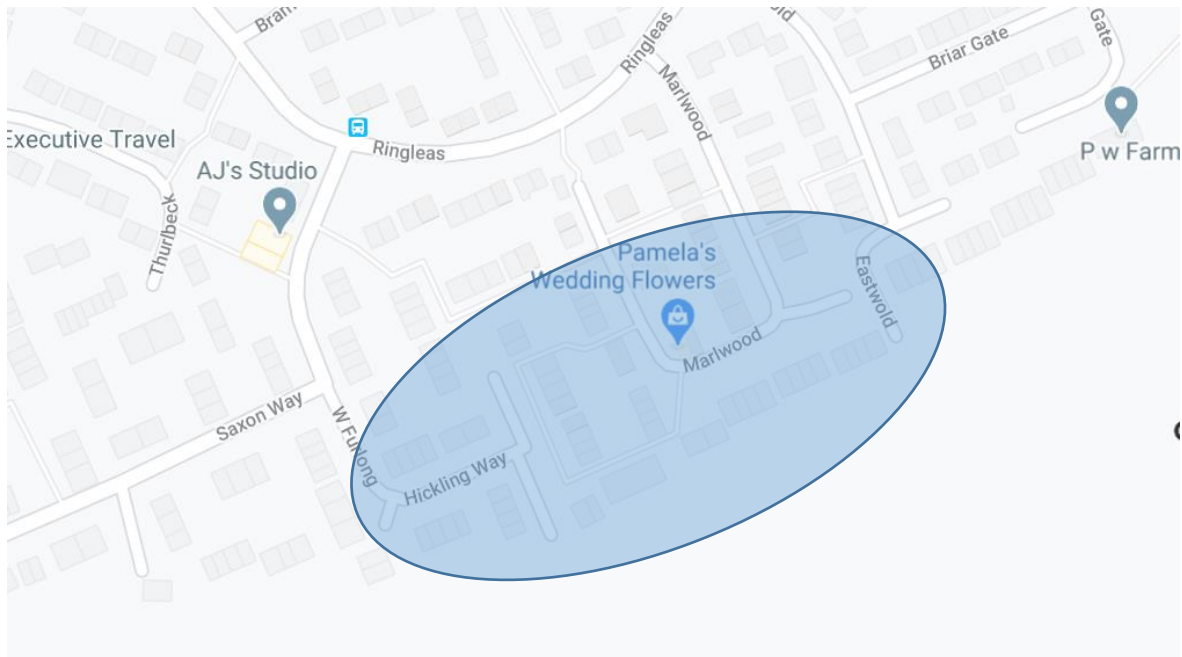 Ringleas
Briar Gate
Gate
Marlwood
Executive Travel
Ringleas
P w Farm
AJ's Studio
Thurlbeck
Pamela's
Wedding Flowers
Eastwold
Marlwood
Saxon Way
W Furlong
Hickling Way